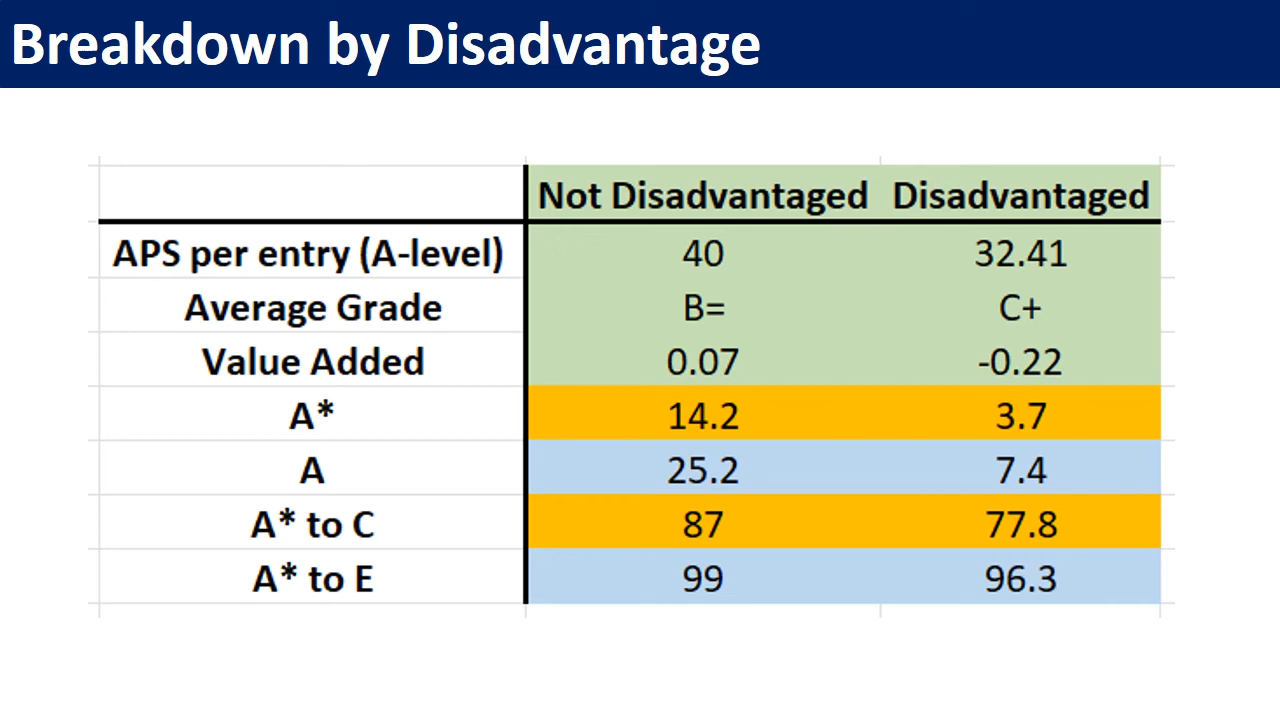 Breakdown by Disadvantage
Not Disadvantaged Disadvantaged
APS per entry (A-level) 40 32.41
Average Grade B= C+
Value Added 0.07 -0.22
A* 14.2 3.7
A 25.2 7.4
A* to C 87 77.8
A* to E 99 96.3